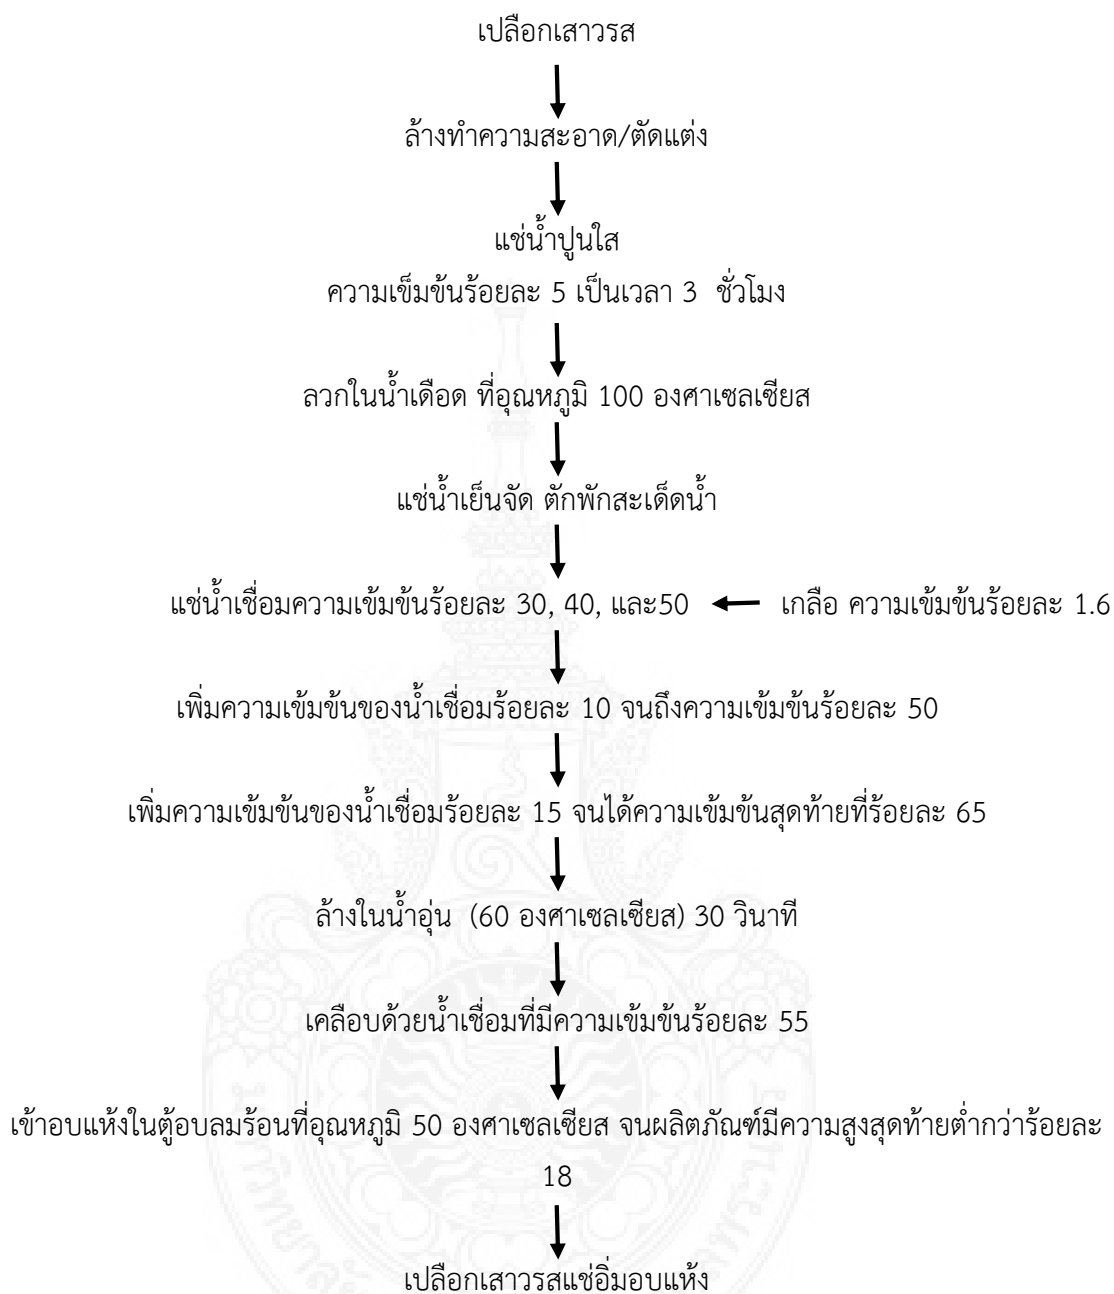 เปลือกเสาวรส
ล้างทำความสะอาด/ตัดแต่ง
แช่น้ำปูนใส
ความเข็มข้นร้อยละ 5 เป็นเวลา 3 ชั่วโมง
ลวกในน้ำเดือด ที่อุณหภูมิ 100 องศาเซลเซียส
แช่น้ำเย็นจัด ตักพักสะเด็ดน้ำ
แช่น้ำเชื่อมความเข้มข้นร้อยละ 30, 40, และ50 เกลือ ความเข้มข้นร้อยละ 1.6
เพิ่มความเข้มข้นของน้ำเชื่อมร้อยละ 10 จนถึงความเข้มข้นร้อยละ 50
เพิ่มความเข้มข้นของน้ำเชื่อมร้อยละ 15 จนได้ความเข้มข้นสุดท้ายที่ร้อยละ 65
ล้างในน้ำอุ่น (60 องศาเซลเซียส) 30 วินาที
เคลือบด้วยน้ำเชื่อมที่มีความเข้มข้นร้อยละ 55
เข้าอบแห้งในตู้อบลมร้อนที่อุณหภูมิ 50 องศาเซลเซียส จนผลิตภัณฑ์มีความสูงสุดท้ายต่ำกว่าร้อยละ
18
เปลือกเสาวรสแช่อิ่มอบแห้ง